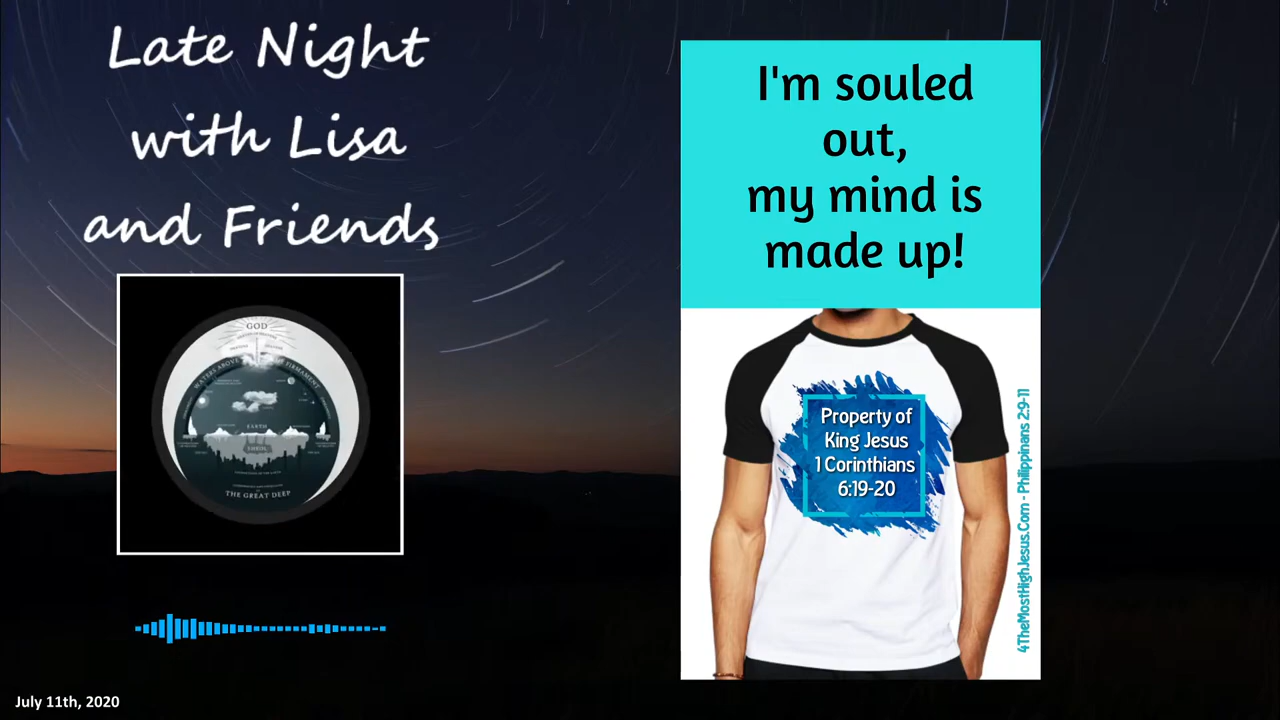 Late Night
with Lisa
and Friends
GOD
WATERS ABOVE
FIRMAMENT
EARTH
SHEOL
THE GREAT DEEP
July 11th, 2020
I'm souled
out,
my mind is
made up!
Property of
King Jesus
1 Corinthians
6:19-20
4TheMostHighJesus.Com - Philippinans 2:9-11